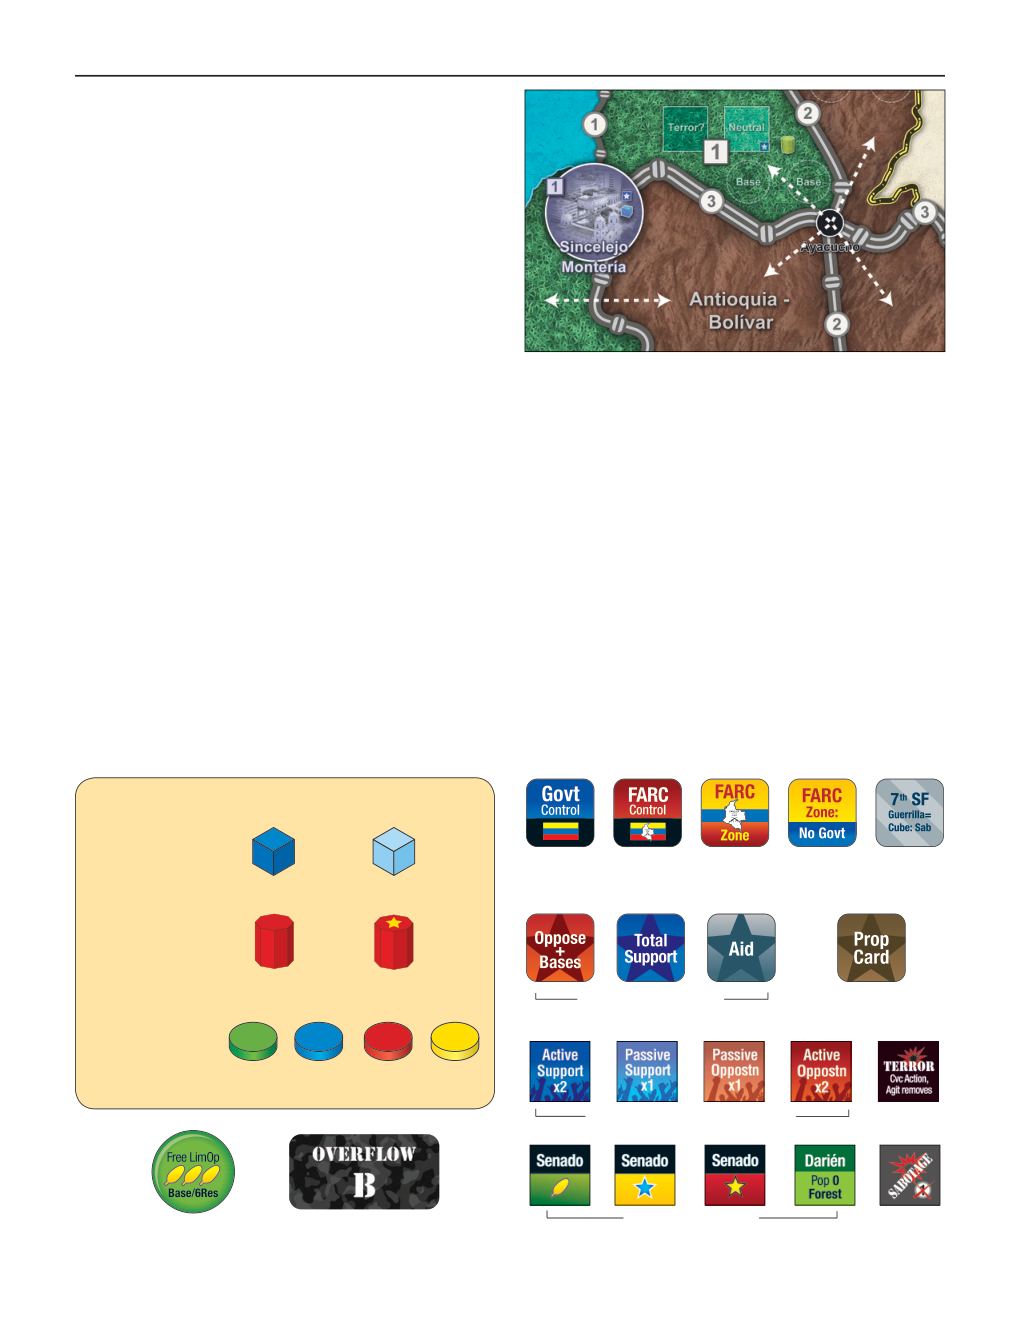 1
2
Terror?
Neutral
1
Base
Base
1
3
3
Sincelejo
Montería
Ayacucho
Antioquia -
Bolívar
2
Govt
Control
FARC
Control
FARC
Zone
FARC
Zone:
No Govt
7th SF
Guerrilla=
Cube: Sab
Oppose
+
Bases
Total
Support
Aid
Prop
Card
Active
Support
x2
Passive
Support
x1
Passive
Oppostn
x1
Active
Oppostn
x2
TERROR
Cvc Action,
Agit removes
Free LimOp
Base/6Res
OVERFLOW
B
Senado
Senado
Senado
Darién
Pop 0
Forest
SABOTAGE